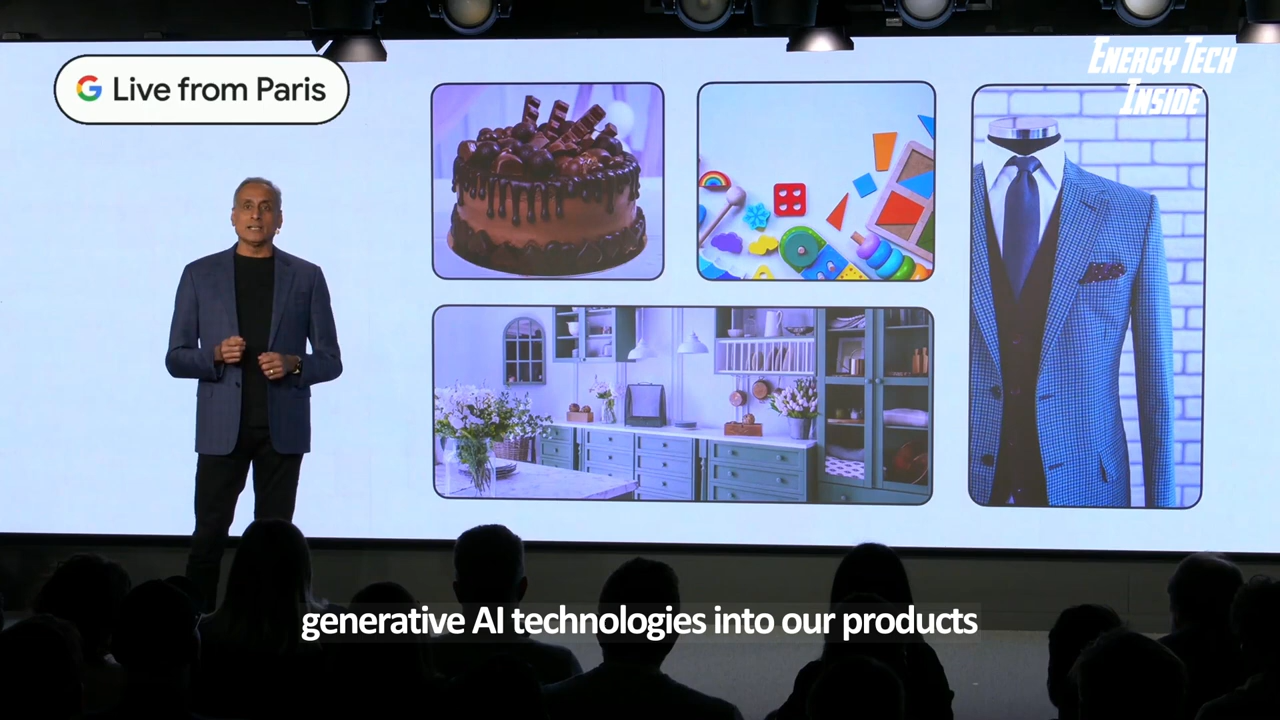 Live from Paris
ENERGY TECH
INSIDE
generative AI technologies into our products